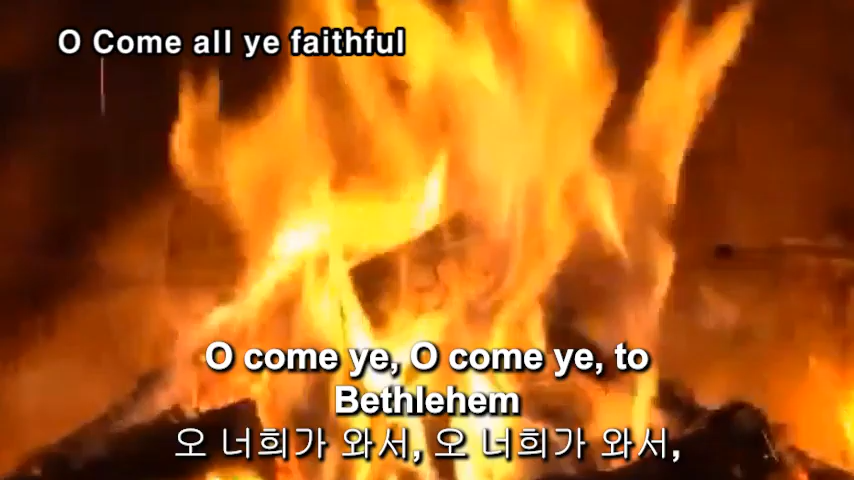 O Come all ye faithful
O come ye, O come ye, to
Bethlehem
오 너희가 와서, 오 너희가 와서,